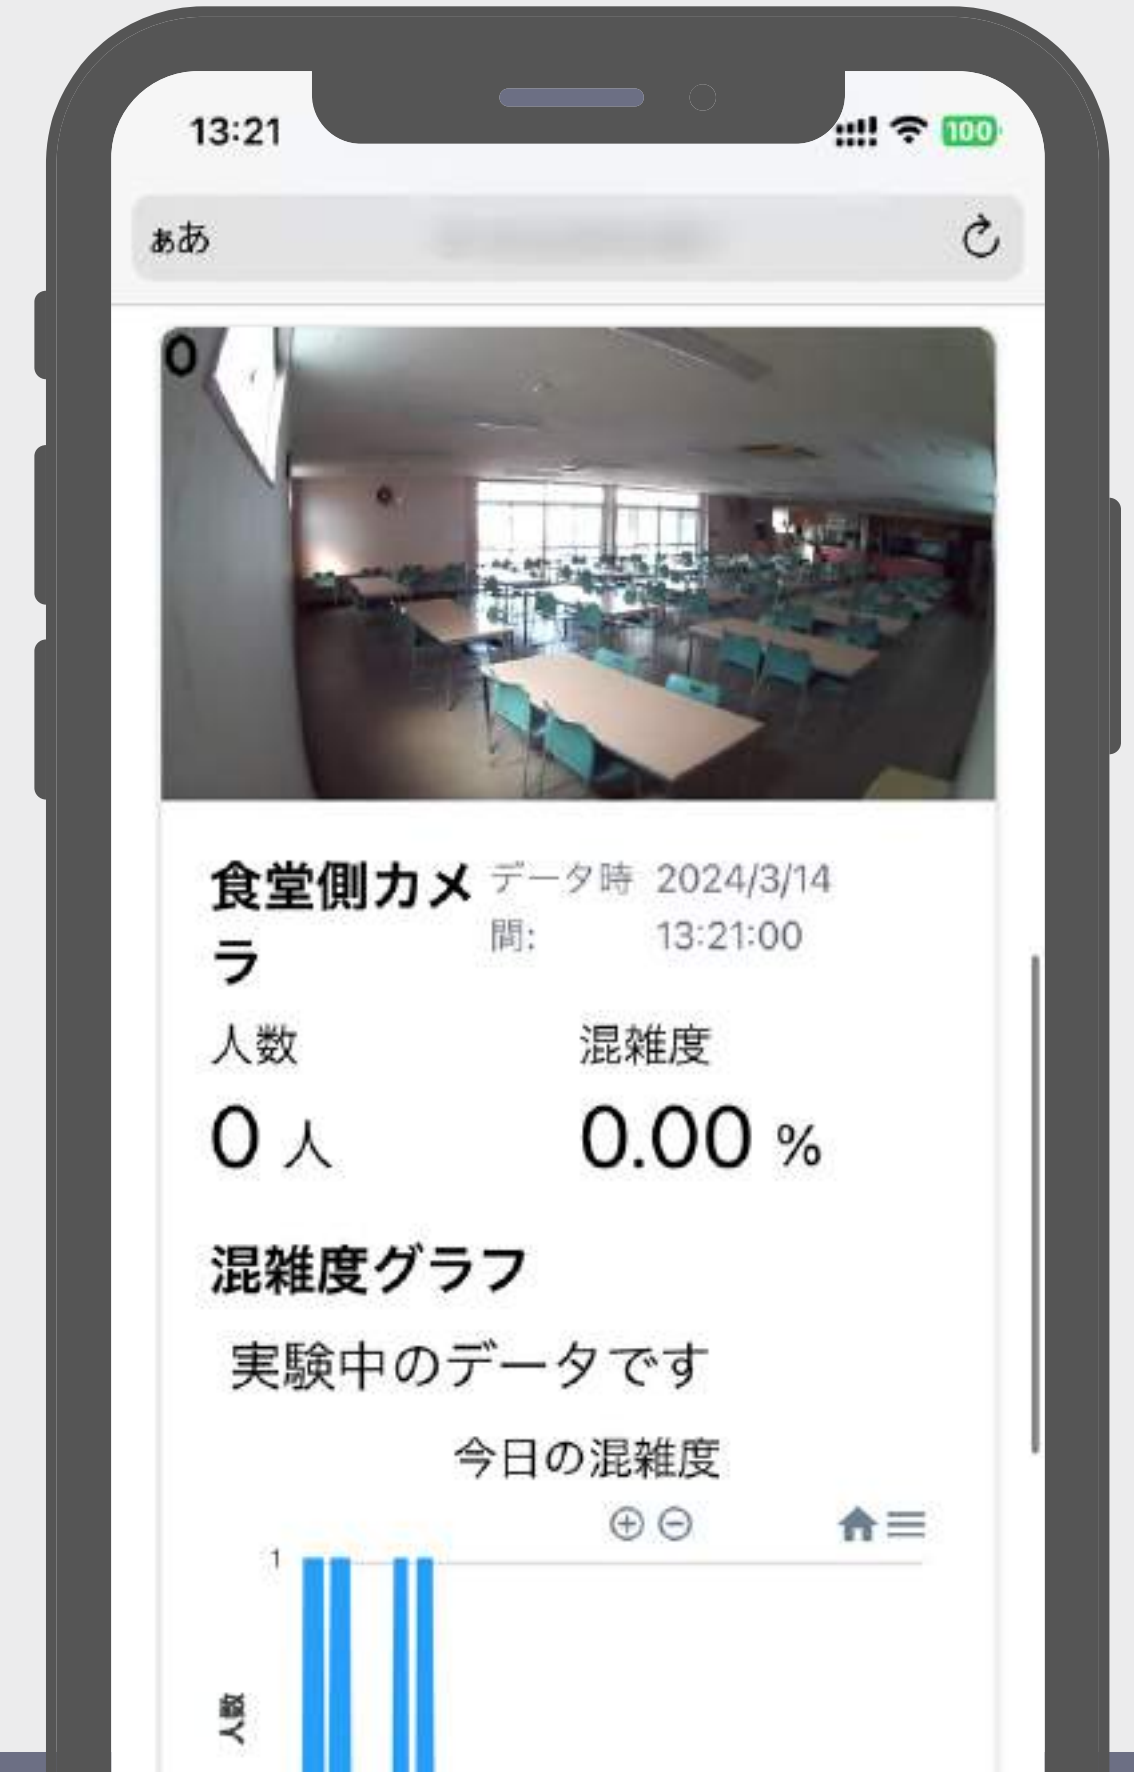 13:21
100
ぁあ
0
食堂側カメ
ラ
データ時
間:
2024/3/14
13:21:00
人数
混雑度
0 人
0.00 %
混雑度グラフ
実験中のデータです
今日の混雑度
1
人数